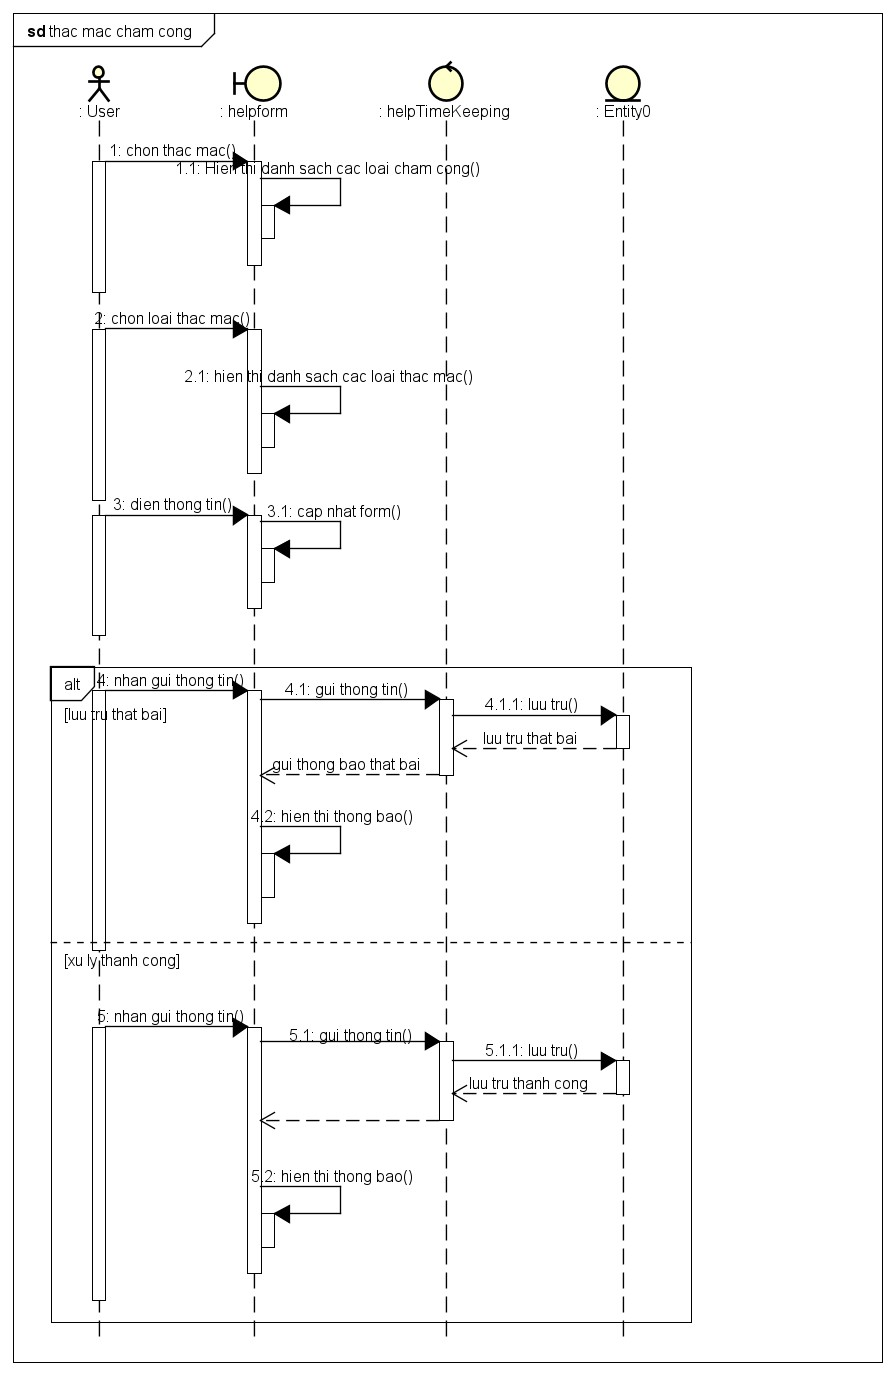 sd thac mac cham cong
: User
: helpform
: helpTimeKeeping
: Entity0
1: chon thac mac()
1.1: Hien thi danh sach cac loai cham cong()
2: chon loai thac mac()
2.1: hien thi danh sach cac loai thac mac()
3: dien thong tin()
3.1: cap nhat form()
alt
4: nhan gui thong tin()
4.1: gui thong tin()
4.1.1: luu tru()
[luu tru that bai]
luu tru that bai
gui thong bao that bai
4.2: hien thi thong bao()
[xu ly thanh cong]
5: nhan gui thong tin()
5.1: gui thong tin()
5.1.1: luu tru()
luu tru thanh cong
5.2: hien thi thong bao()